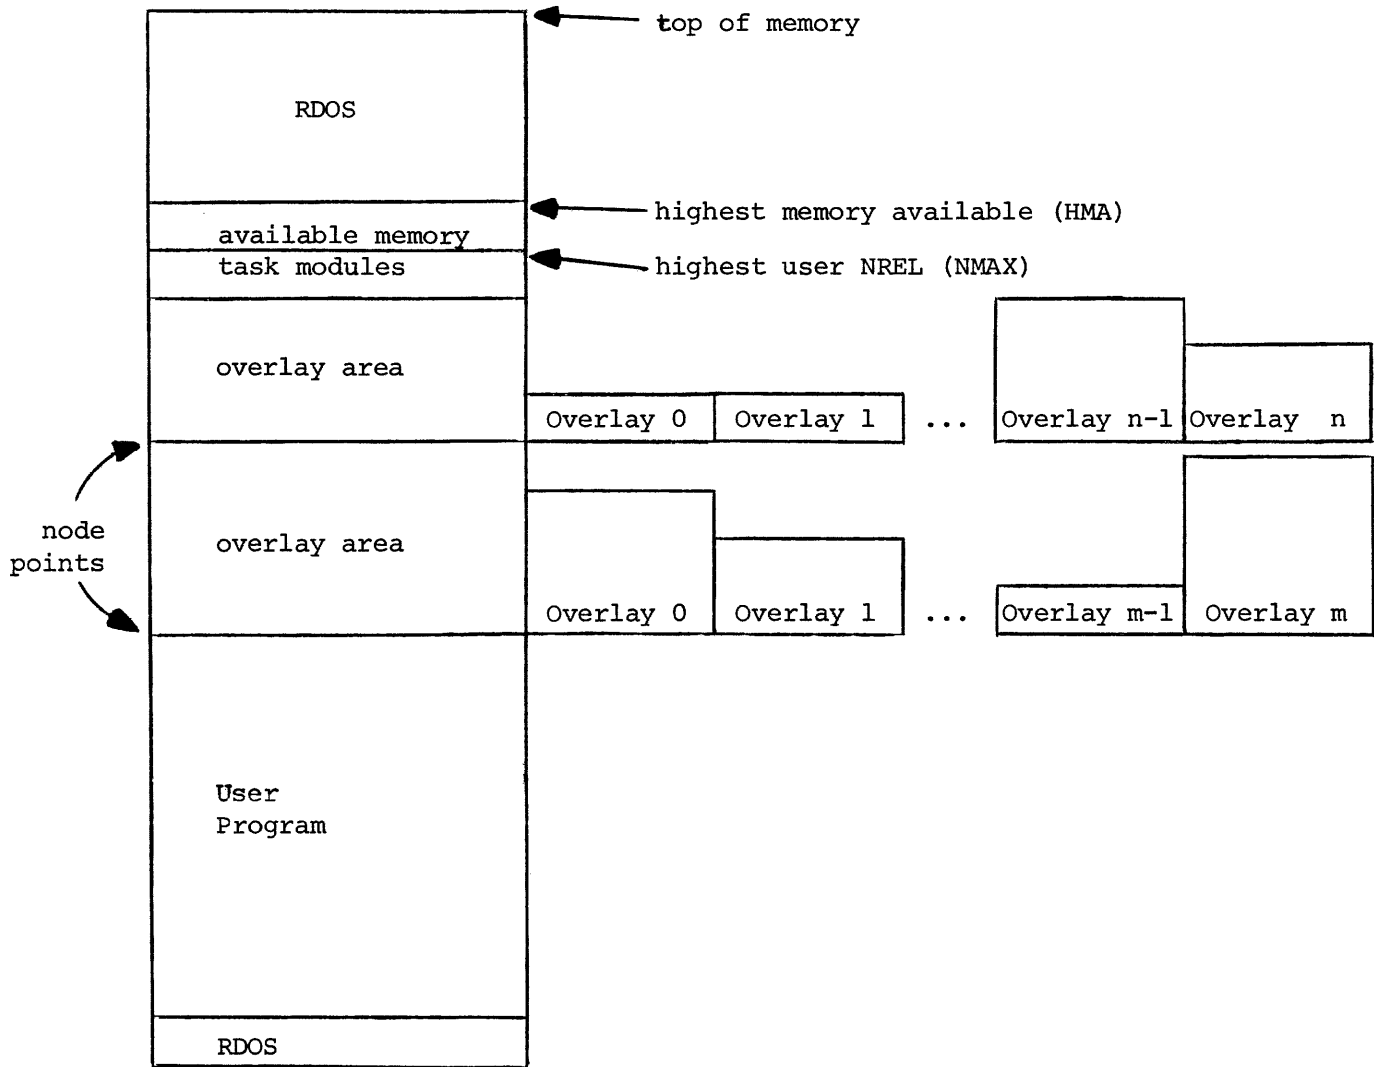 top of memory
RDOS
highest memory available (HMA)
available memory
task modules
highest user NREL (NMAX)
overlay area
Overlay 0
Overlay 1
...
Overlay n-1
Overlay n
node
points
overlay area
Overlay 0
Overlay 1
...
Overlay m-1
Overlay m
User
Program
RDOS